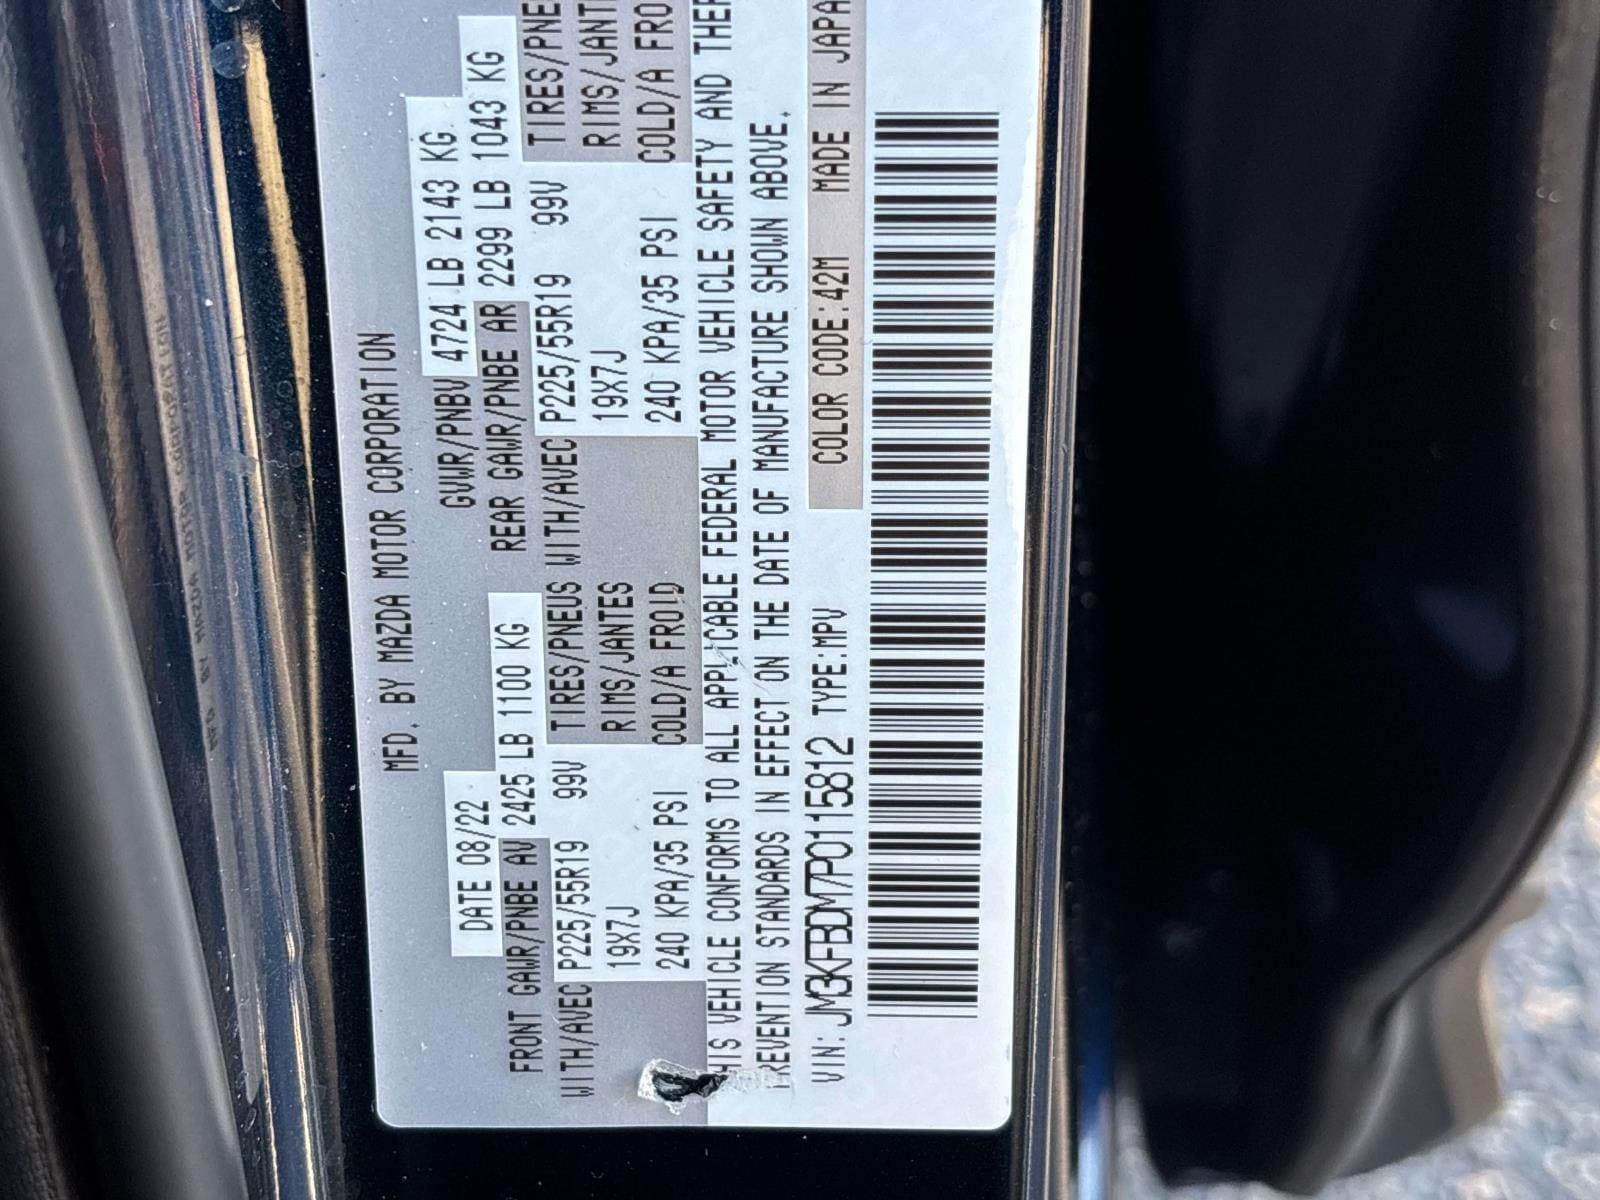 MFD. BY MAZDA MOTOR CORPORATION
DATE 08/22 GVWR/PNBV 4724 LB 2143 KG
FRONT GAWR/PNBE AV 2425 LB 1100 KG REAR GAWR/PNBE AR 2299 LB 1043 KG
WITH/AVEC P225/55R19 99V TIRES/PNEUS WITH/AVEC P225/55R19 99V TIRES/PNE
19X7J RIMS/JANTES 19X7J RIMS/JANT
240 KPA/35 PSI COLD/A FROID 240 KPA/35 PSI COLD/A FRO
HIS VEHICLE CONFORMS TO ALL APPLICABLE FEDERAL MOTOR VEHICLE SAFETY AND THEF
PREVENTION STANDARDS IN EFFECT ON THE DATE OF MANUFACTURE SHOWN ABOVE.
VIN: JM3KFBDM7P0115812 TYPE:MPV COLOR CODE:42M MADE IN JAPA